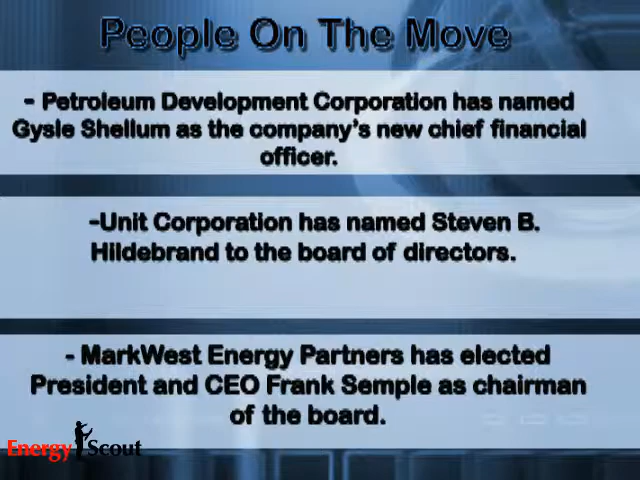 People On The Move
- Petroleum Development Corporation has named
Gysle Shellum as the company's new chief financial
officer.
-Unit Corporation has named Steven B.
Hildebrand to the board of directors.
- MarkWest Energy Partners has elected
President and CEO Frank Semple as chairman
of the board.
Energy Scout